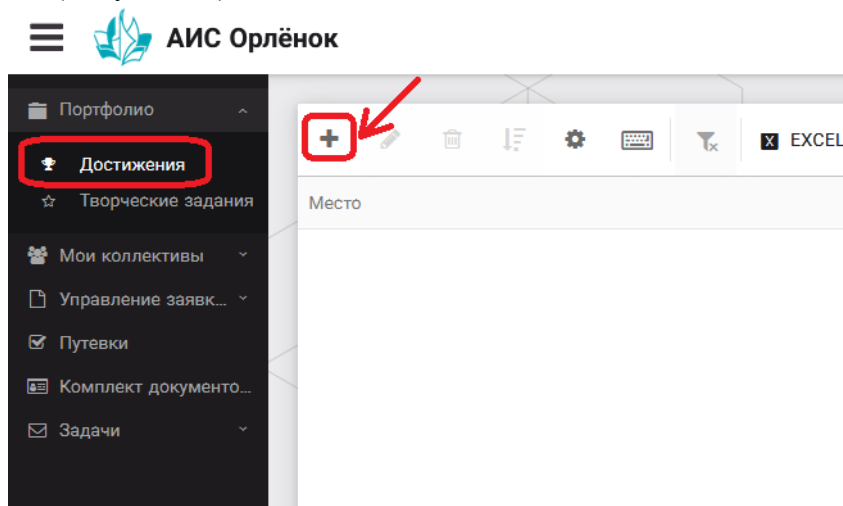 АИС Орлёнок
Портфолио
Достижения
Творческие задания
Мои коллективы
Управление заявк...
Путевки
Комплект документо...
Задачи
X EXCEL
Место